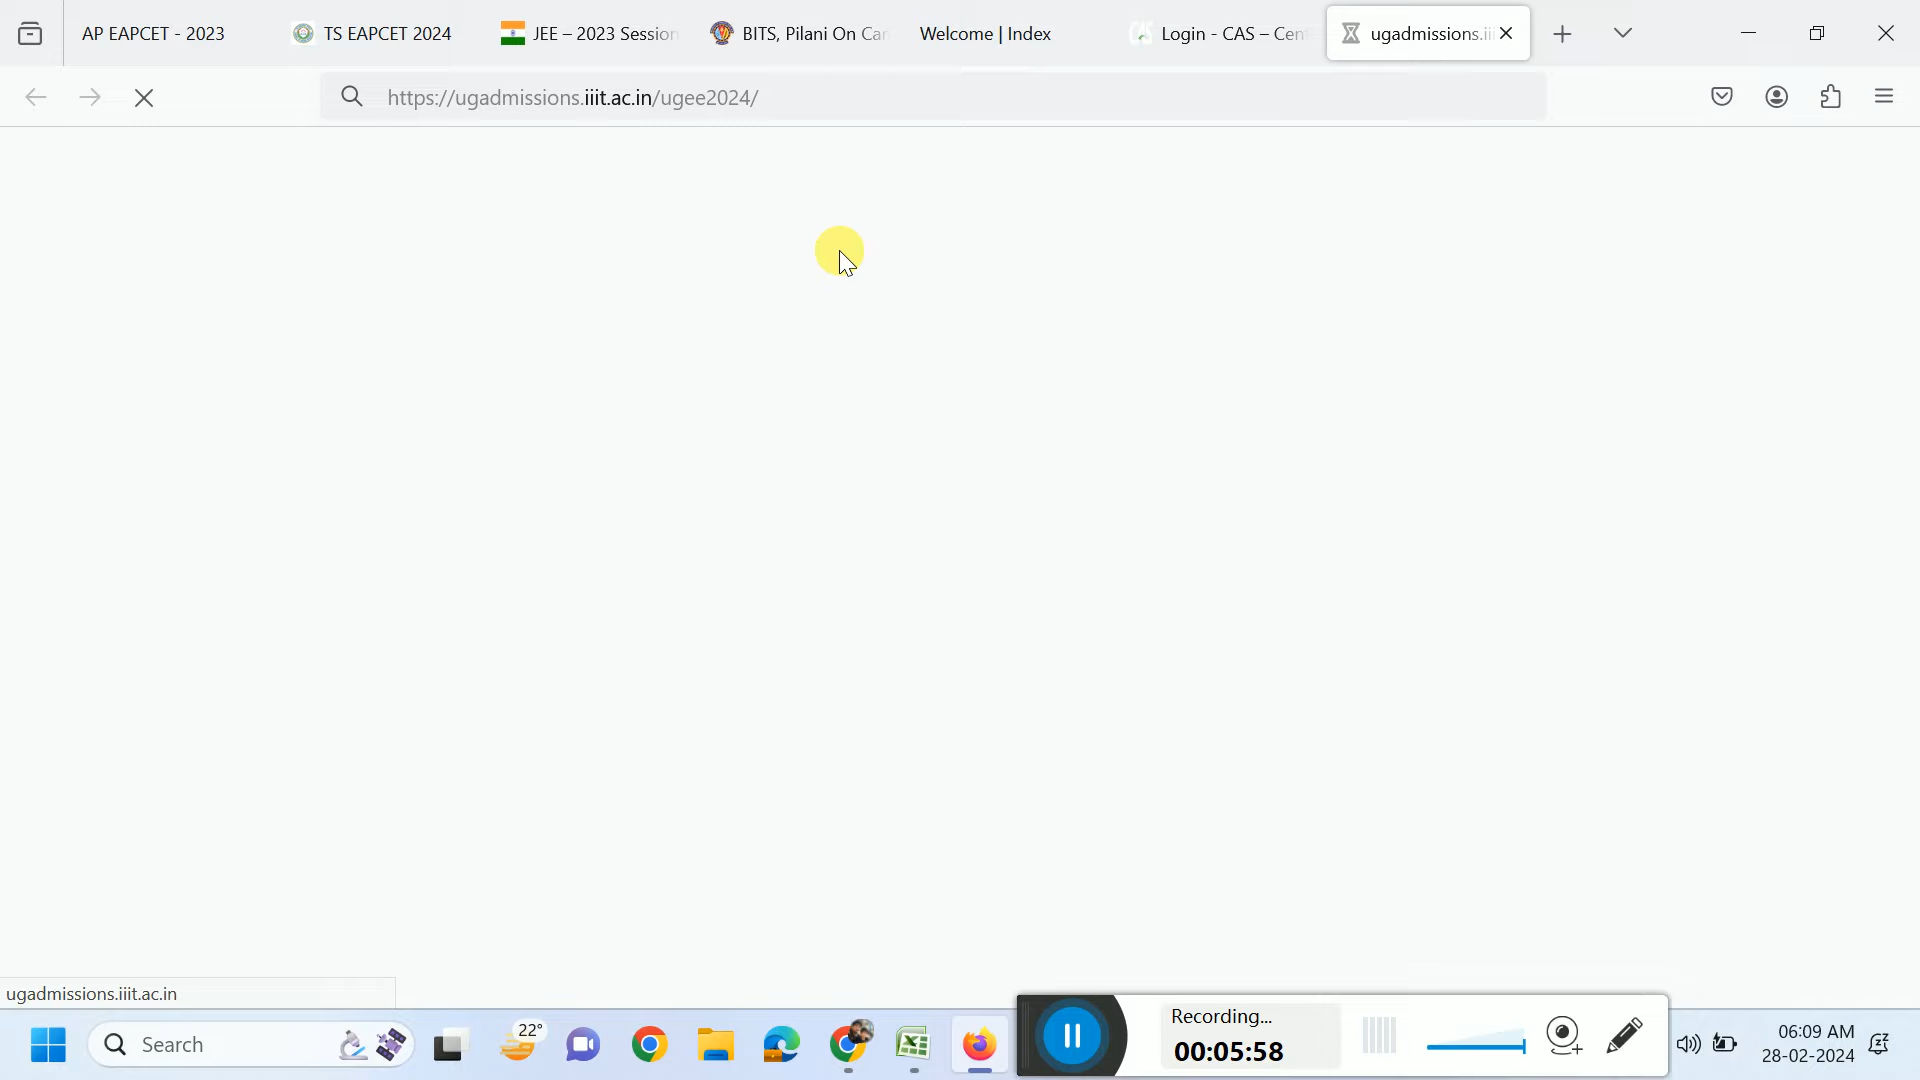 AP EAPCET - 2023
TS EAPCET 2024
JEE – 2023 Session
BITS, Pilani On Ca
Welcome | Index
Login - CAS – Cen
ugadmissions.iii
https://ugadmissions.iiit.ac.in/ugee2024/
ugadmissions.iiit.ac.in
Search
22°
Recording...
00:05:58
06:09 AM
28-02-2024